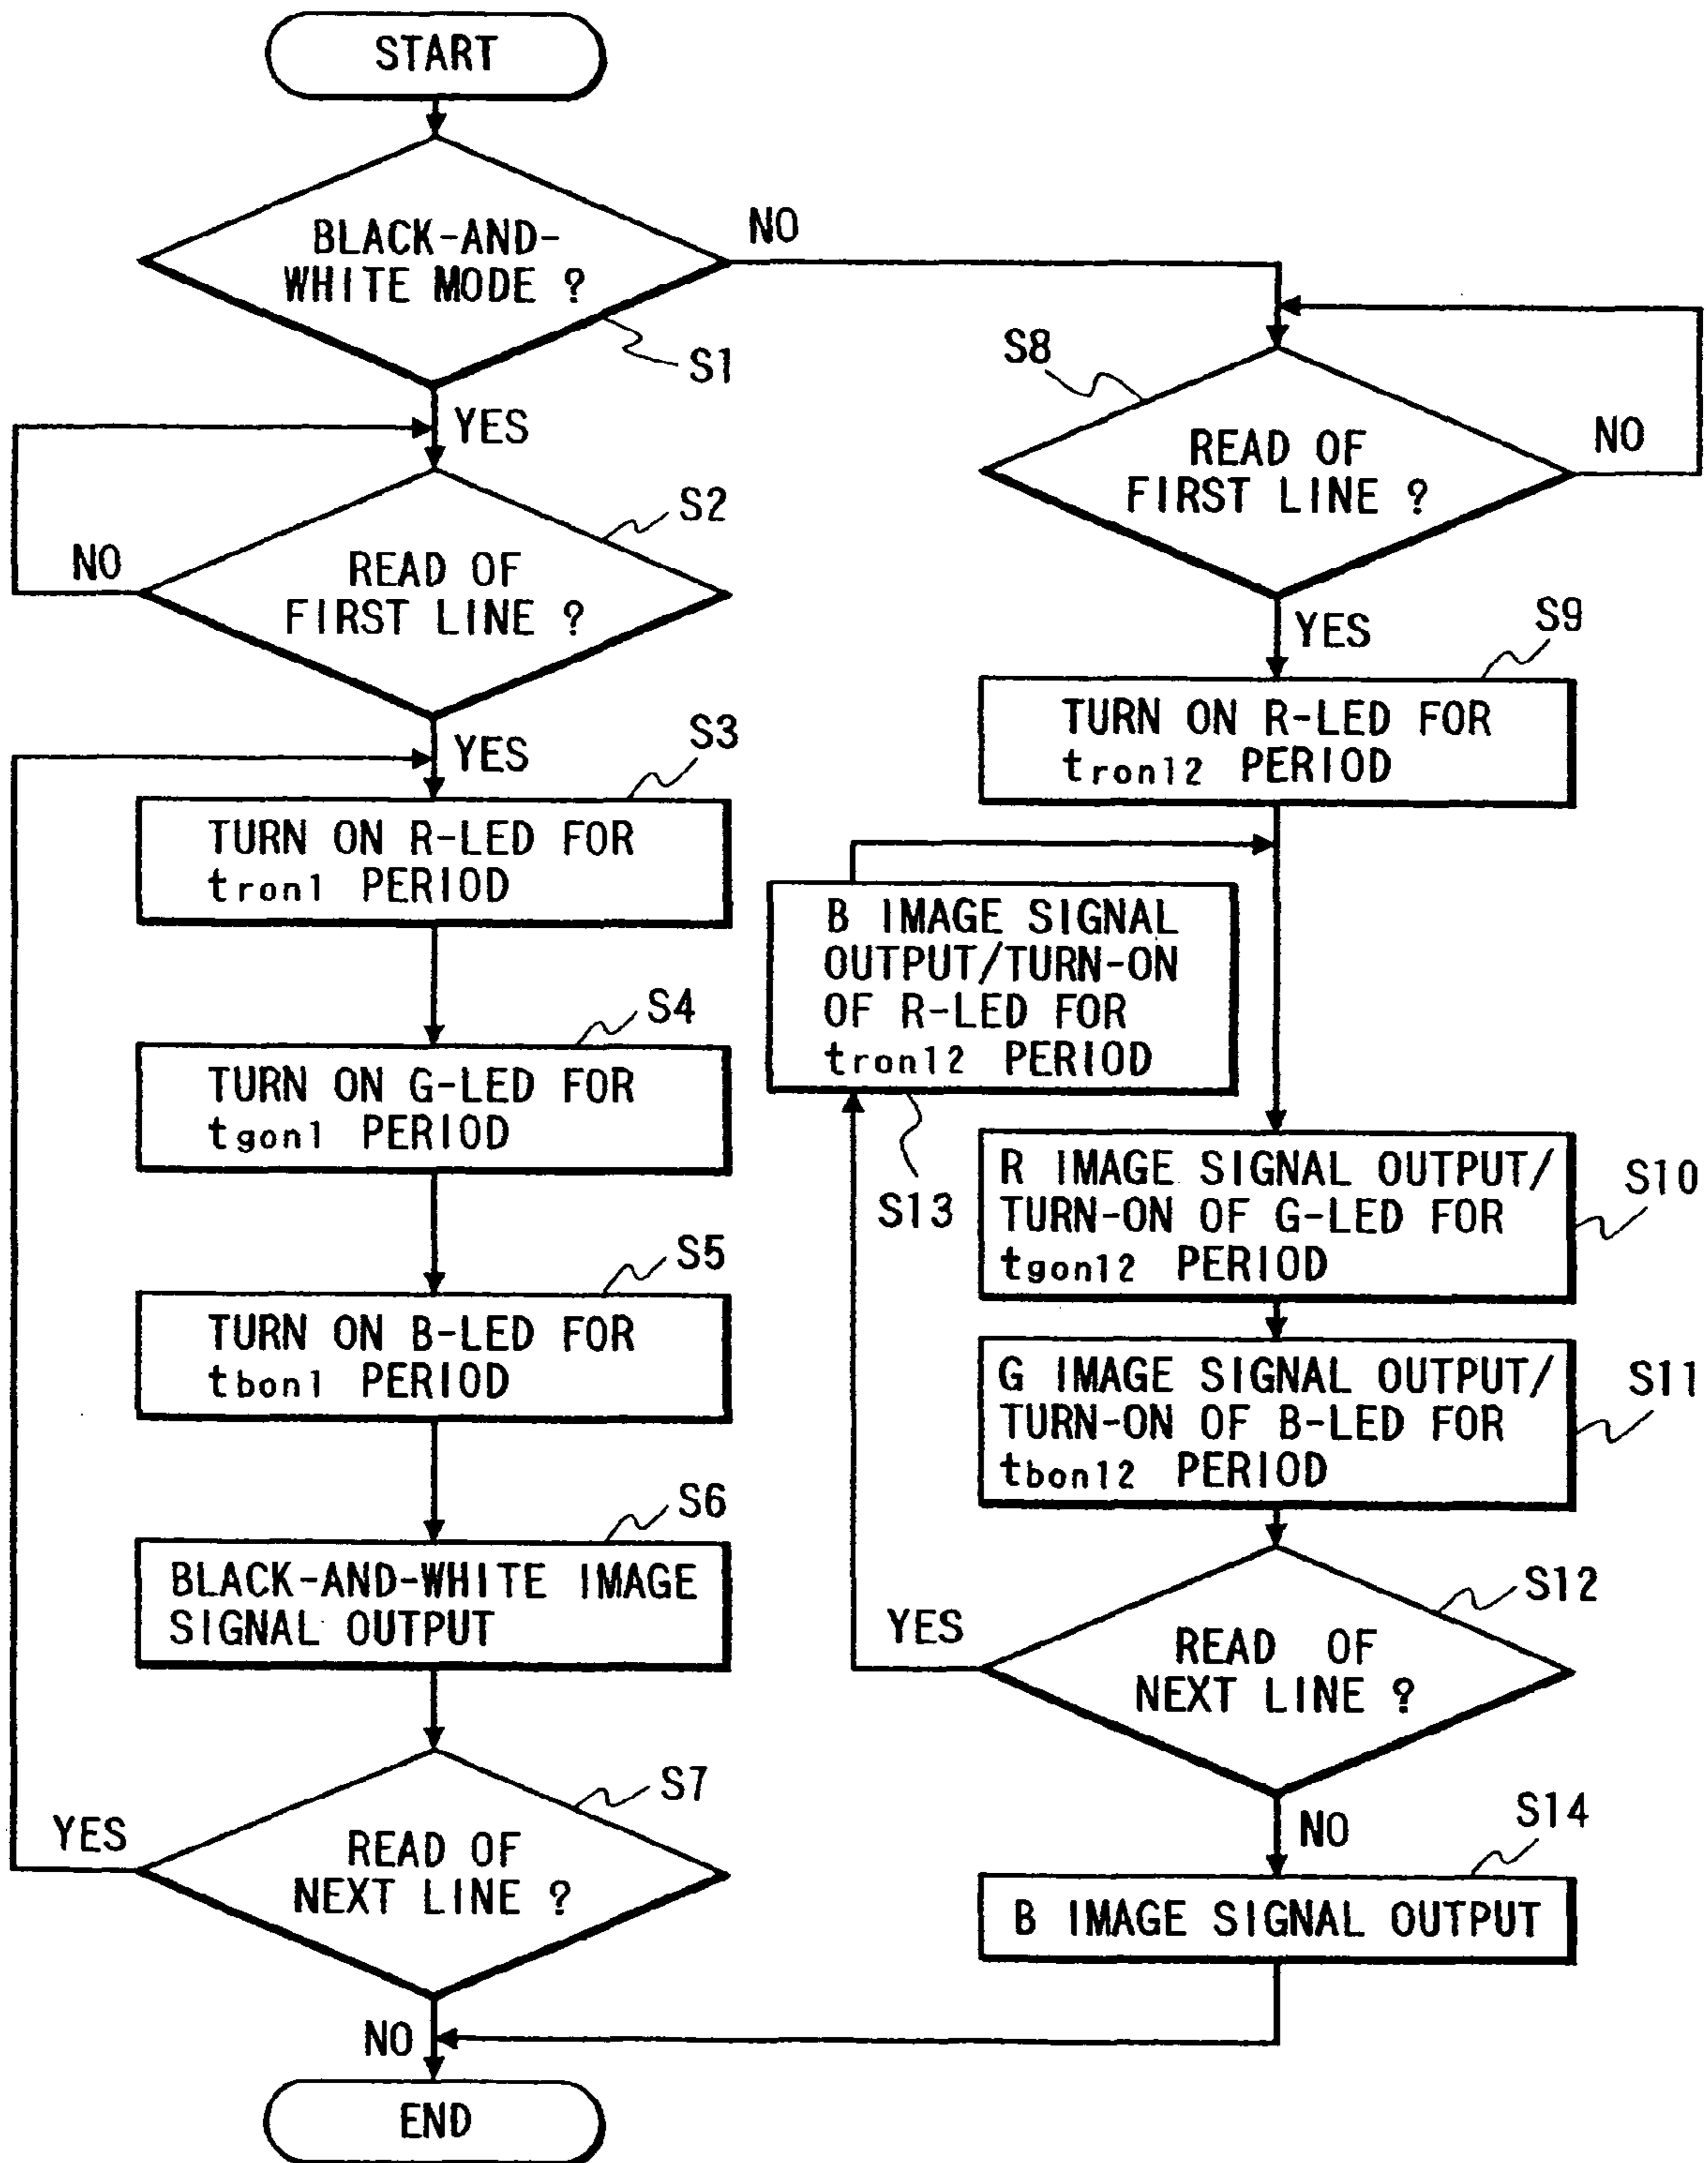 START
BLACK-AND-
WHITE MODE ?
S1
NO
YES
READ OF
FIRST LINE ?
S2
NO
YES
TURN ON R-LED FOR
tron1 PERIOD
S3
TURN ON G-LED FOR
tgon1 PERIOD
S4
TURN ON B-LED FOR
tbon1 PERIOD
S5
BLACK-AND-WHITE IMAGE
SIGNAL OUTPUT
S6
READ OF
NEXT LINE ?
S7
YES
NO
END
S8
READ OF
FIRST LINE ?
NO
YES
S9
TURN ON R-LED FOR
tron12 PERIOD
B IMAGE SIGNAL
OUTPUT/TURN-ON
OF R-LED FOR
tron12 PERIOD
S13
R IMAGE SIGNAL OUTPUT/
TURN-ON OF G-LED FOR
tgon12 PERIOD
S10
G IMAGE SIGNAL OUTPUT/
TURN-ON OF B-LED FOR
tbon12 PERIOD
S11
READ OF
NEXT LINE ?
S12
YES
NO
S14
B IMAGE SIGNAL OUTPUT